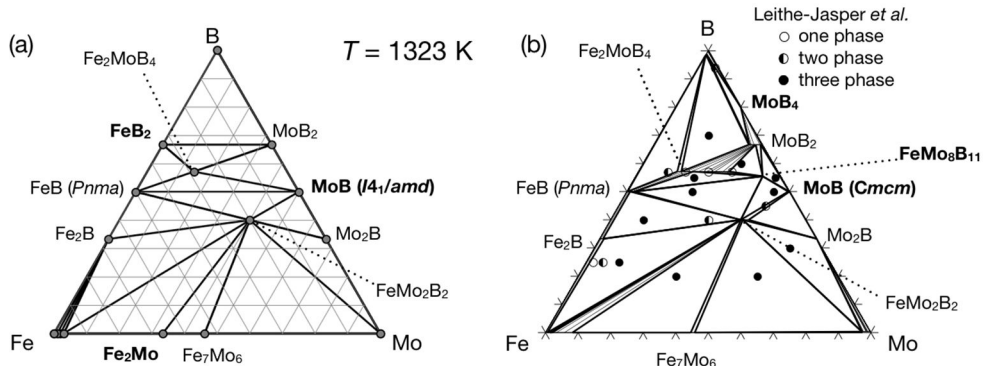 (a)
B
T = 1323 K
Fe₂MoB₄
FeB₂
MoB₂
FeB (Pnma)
MoB (I4₁/amd)
Fe₂B
Mo₂B
FeMo₂B₂
Fe
Fe₂Mo
Fe₇Mo₆
Mo
(b)
Leithe-Jasper et al.
one phase
two phase
three phase
B
Fe₂MoB₄
MoB₄
MoB₂
FeMo₈B₁₁
FeB (Pnma)
MoB (Cmcm)
Fe₂B
Mo₂B
FeMo₂B₂
Fe
Fe₇Mo₆
Mo